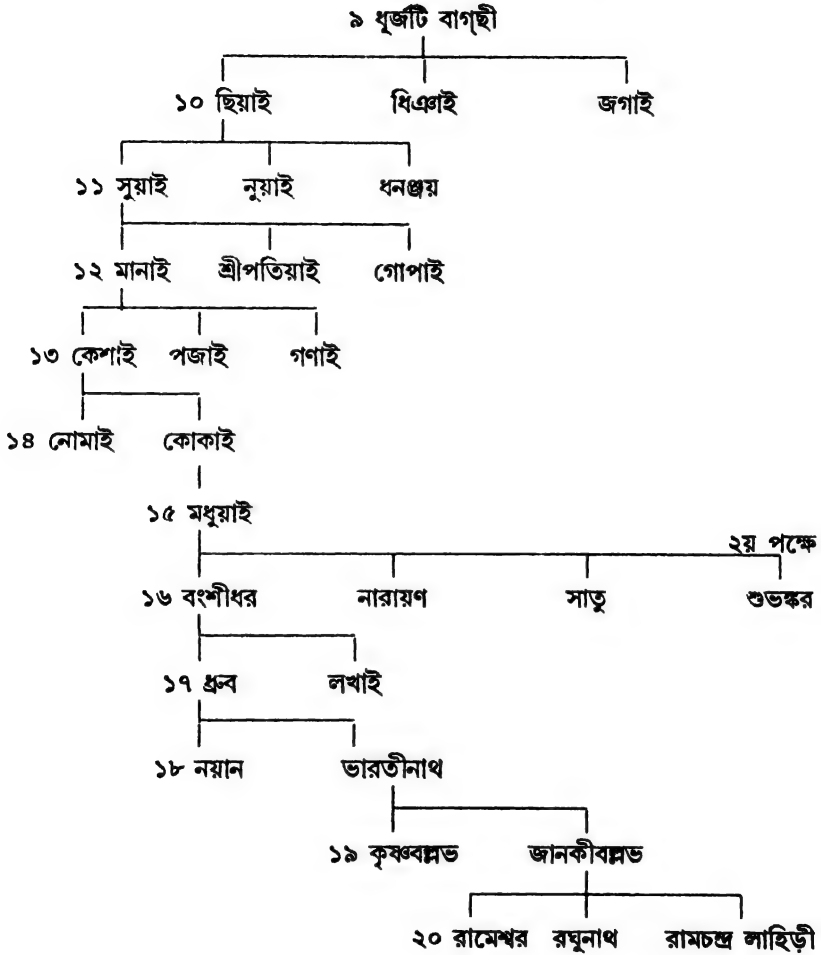 ৯ ধূর্জটি বাগ্‌ছী
১০ ছিয়াই ধিঞাই জগাই
১১ সুয়াই নুয়াই ধনঞ্জয়
১২ মানাই শ্রীপতিয়াই গোপাই
১৩ কেশাই পজাই গণাই
১৪ নোমাই কোকাই
১৫ মধুয়াই
২য় পক্ষে
১৬ বংশীধর নারায়ণ সাতু শুভঙ্কর
১৭ ধ্রুব লখাই
১৮ নয়ান ভারতীনাথ
১৯ কৃষ্ণবল্লভ জানকীবল্লভ
২০ রামেশ্বর রঘুনাথ রামচন্দ্র লাহিড়ী